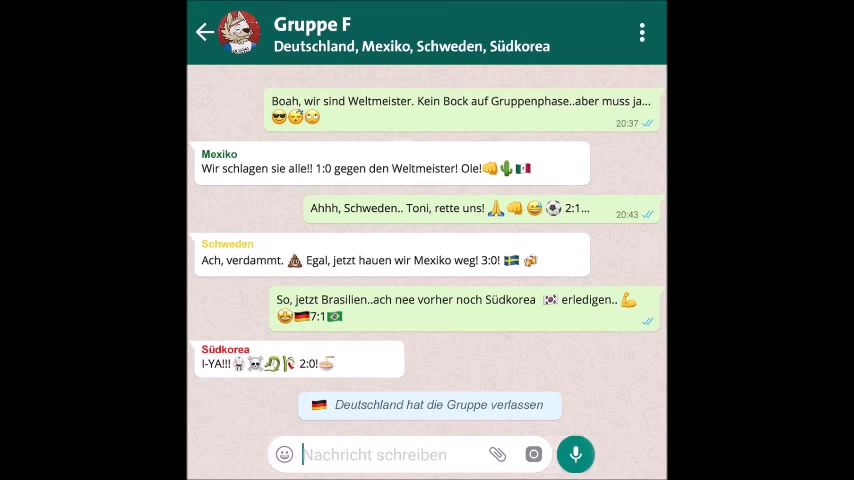 Gruppe F
Deutschland, Mexiko, Schweden, Südkorea
Boah, wir sind Weltmeister. Kein Bock auf Gruppenphase..aber muss ja...
😎😴🙄
20:37
Mexiko
Wir schlagen sie alle!! 1:0 gegen den Weltmeister! Ole!👊🌵🇲🇽
Ahhh, Schweden.. Toni, rette uns! 🙏👊😅⚽ 2:1...
20:43
Schweden
Ach, verdammt. 💩 Egal, jetzt hauen wir Mexiko weg! 3:0! 🇸🇪 🍻
So, jetzt Brasilien..ach nee vorher noch Südkorea 🇰🇷 erledigen.. 💪
🤩🇩🇪7:1🇧🇷
Südkorea
I-YA!!!🥋☠🐉🎋 2:0!🍜
🇩🇪 Deutschland hat die Gruppe verlassen
Nachricht schreiben